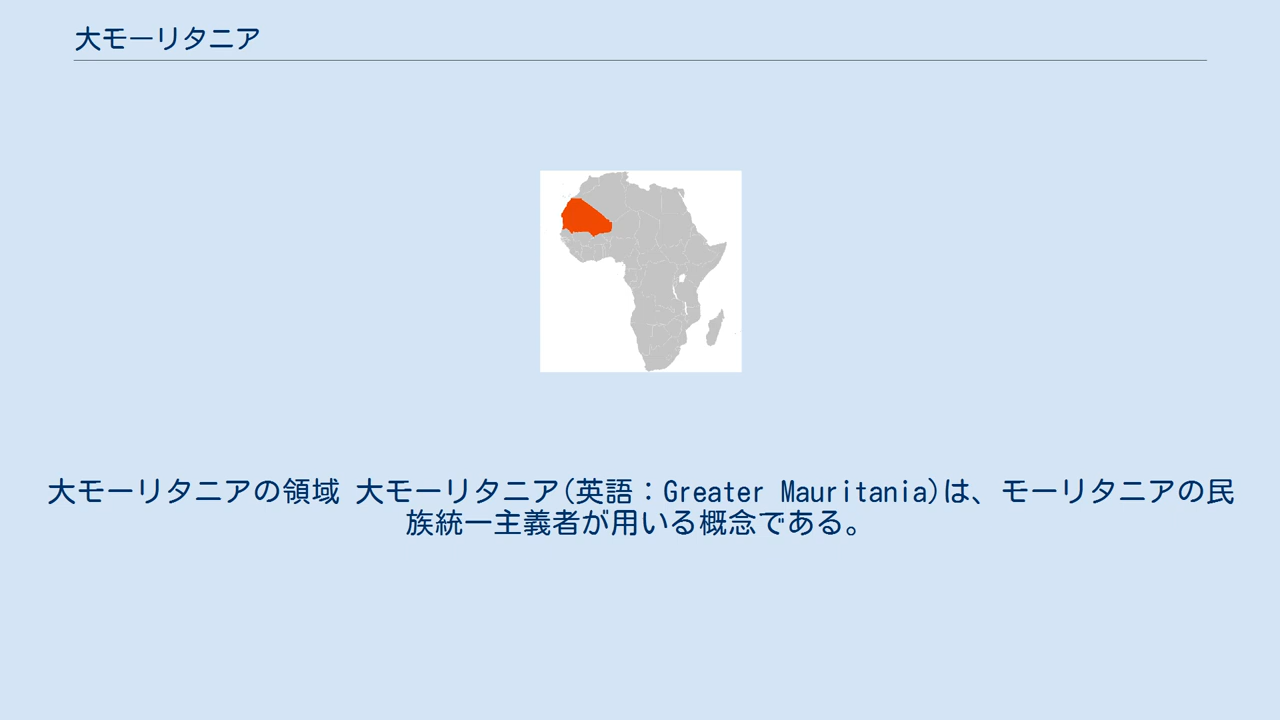 大モーリタニア
大モーリタニアの領域 大モーリタニア(英語：Greater Mauritania)は、モーリタニアの民
族統一主義者が用いる概念である。